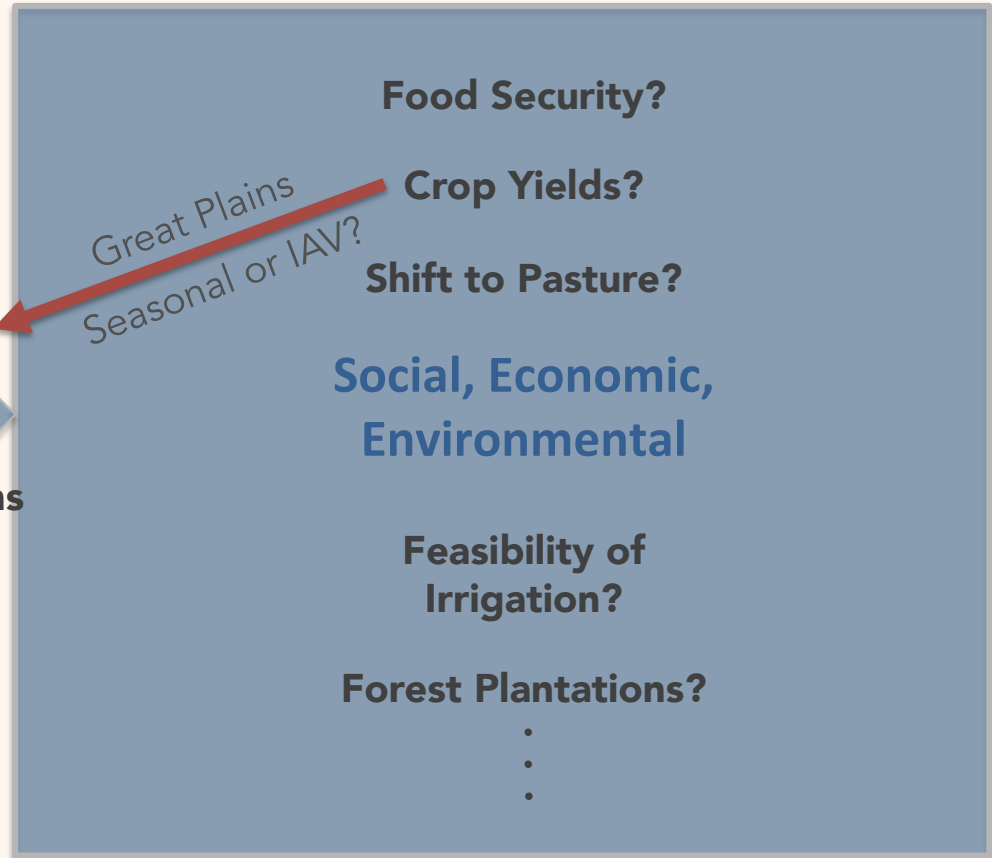 Food Security?
Great Plains
Crop Yields?
Seasonal or IAV?
Shift to Pasture?
Social, Economic,
Environmental
Feasibility of
Irrigation?
Forest Plantations?
.
.
.